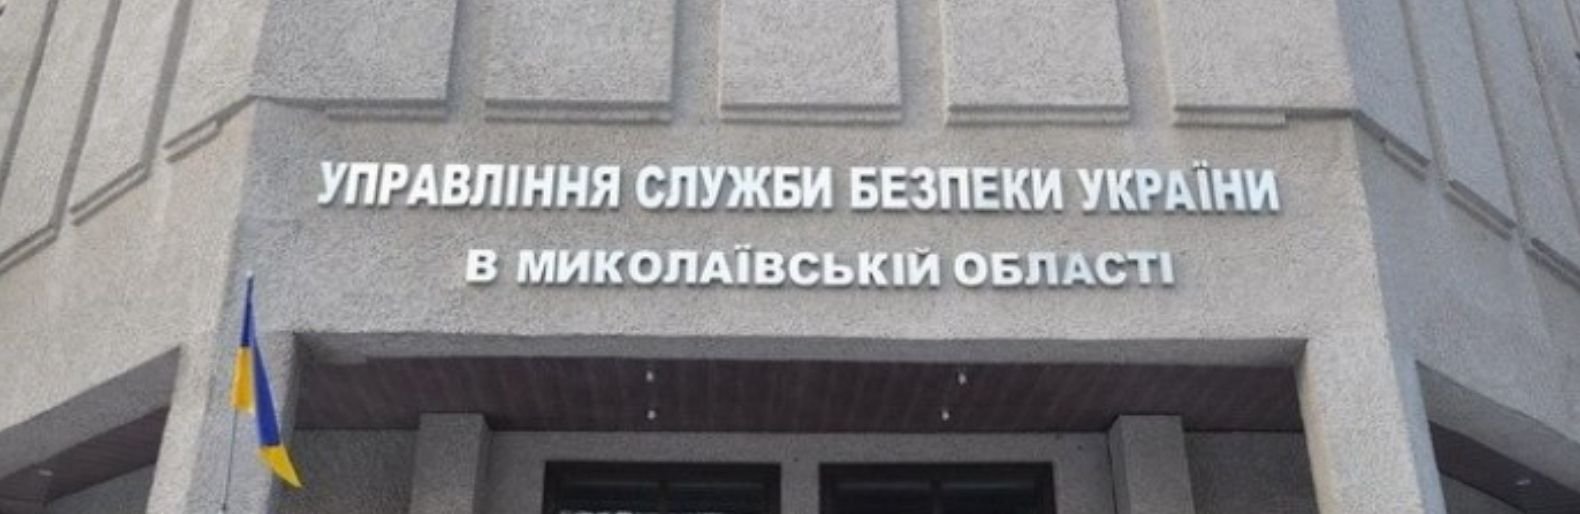 УПРАВЛІННЯ СЛУЖБИ БЕЗПЕКИ УКРАЇНИ
В МИКОЛАЇВСЬКІЙ ОБЛАСТІ